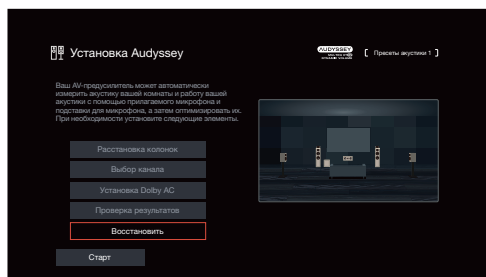 Установка Audyssey
AUDYSSEY
[ Пресеты акустики 1 ]
Ваш AV-предусилитель может автоматически
измерить акустику вашей комнаты и работу вашей
акустики с помощью прилагаемого микрофона и
подставки для микрофона, а затем оптимизировать их.
При необходимости установите следующие элементы.
Расстановка колонок
Выбор канала
Установка Dolby AC
Проверка результатов
Восстановить
Старт